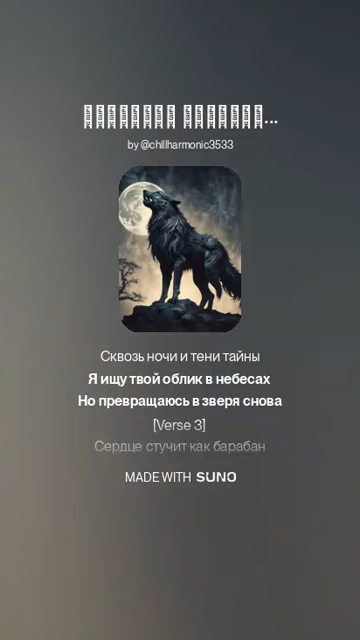 by @chillharmonic3533
Сквозь ночи и тени тайны
Я ищу твой облик в небесах
Но превращаюсь в зверя снова
[Verse 3]
Сердце стучит как барабан
MADE WITH SUNO